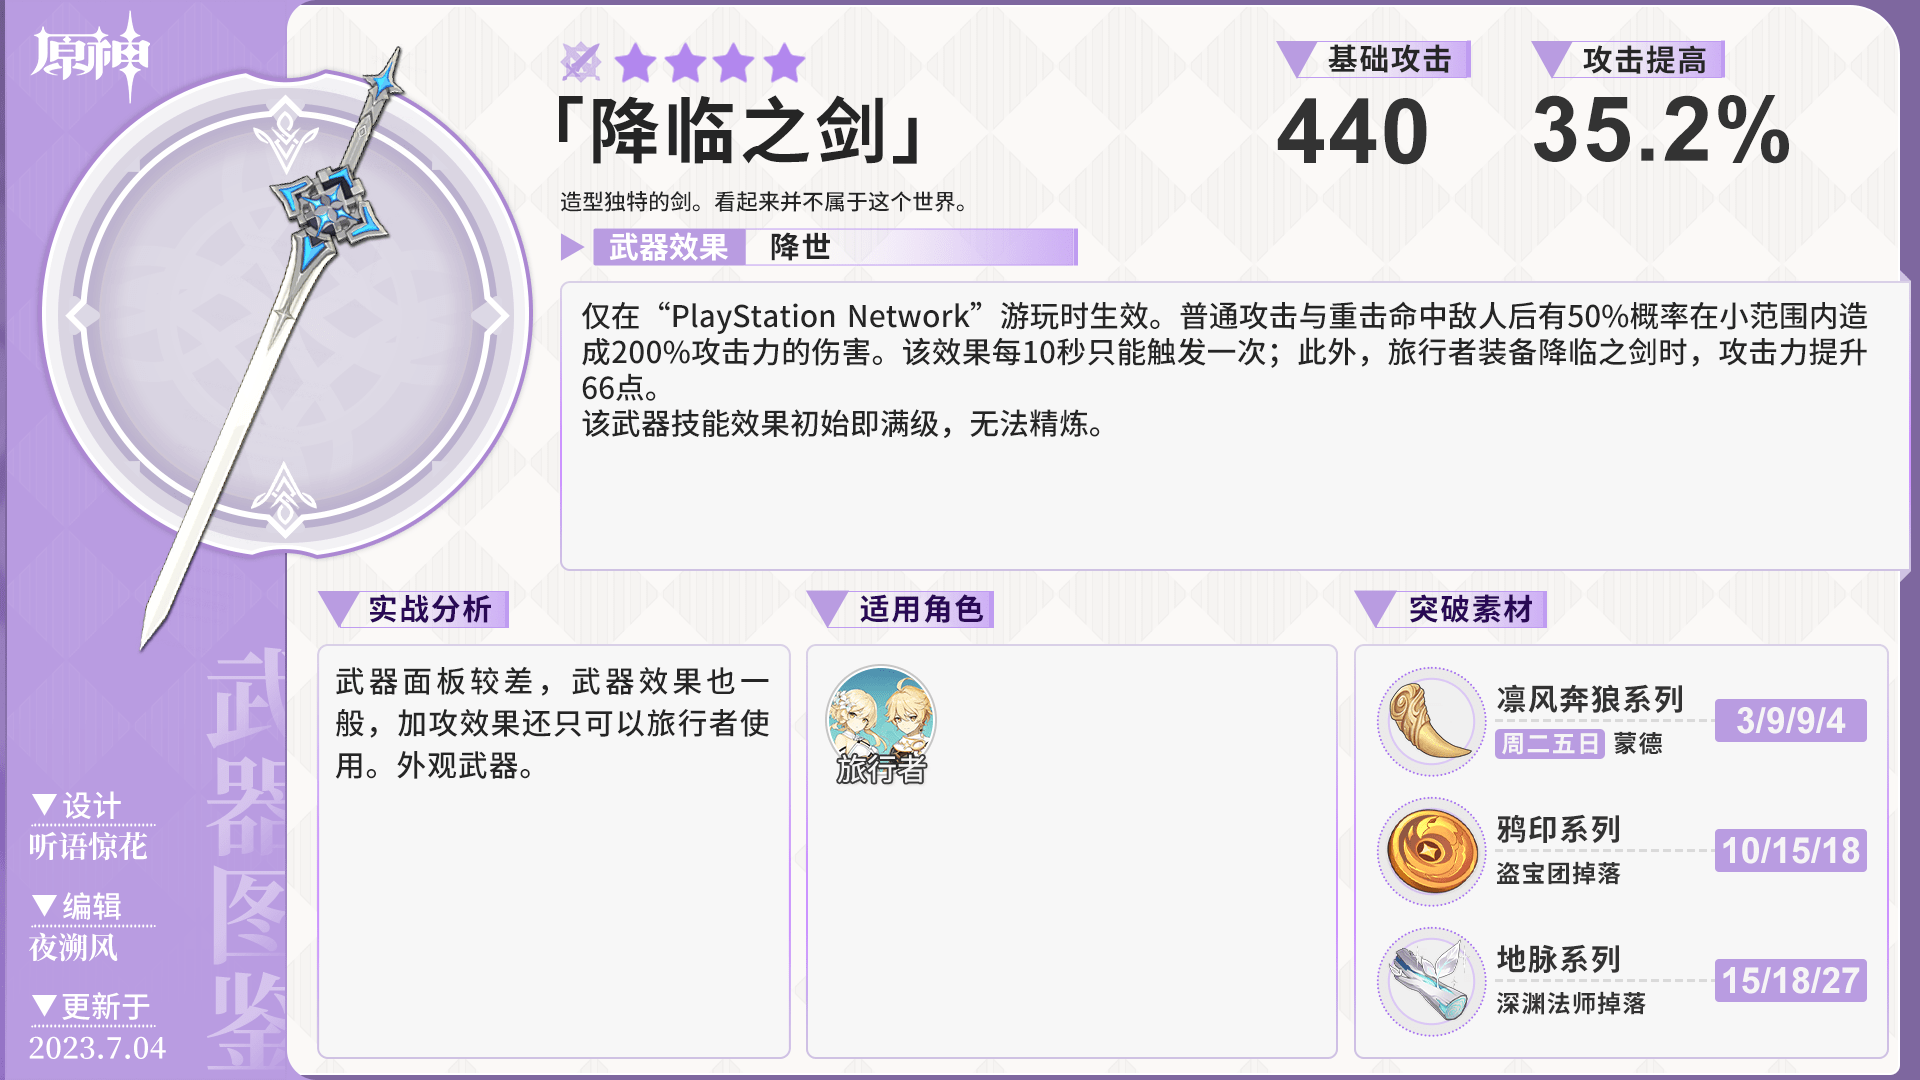 原神
「降临之剑」
造型独特的剑。看起来并不属于这个世界。
基础攻击
440
攻击提高
35.2%
武器效果
降世
仅在“PlayStation Network”游玩时生效。普通攻击与重击命中敌人后有50%概率在小范围内造
成200%攻击力的伤害。该效果每10秒只能触发一次；此外，旅行者装备降临之剑时，攻击力提升
66点。
该武器技能效果初始即满级，无法精炼。
实战分析
武器面板较差，武器效果也一
般，加攻效果还只可以旅行者使
用。外观武器。
适用角色
旅行者
突破素材
凛风奔狼系列
周二五日 蒙德
3/9/9/4
鸦印系列
盗宝团掉落
10/15/18
地脉系列
深渊法师掉落
15/18/27
武器图鉴
▼设计
听语惊花
▼编辑
夜溯风
▼更新于
2023.7.04